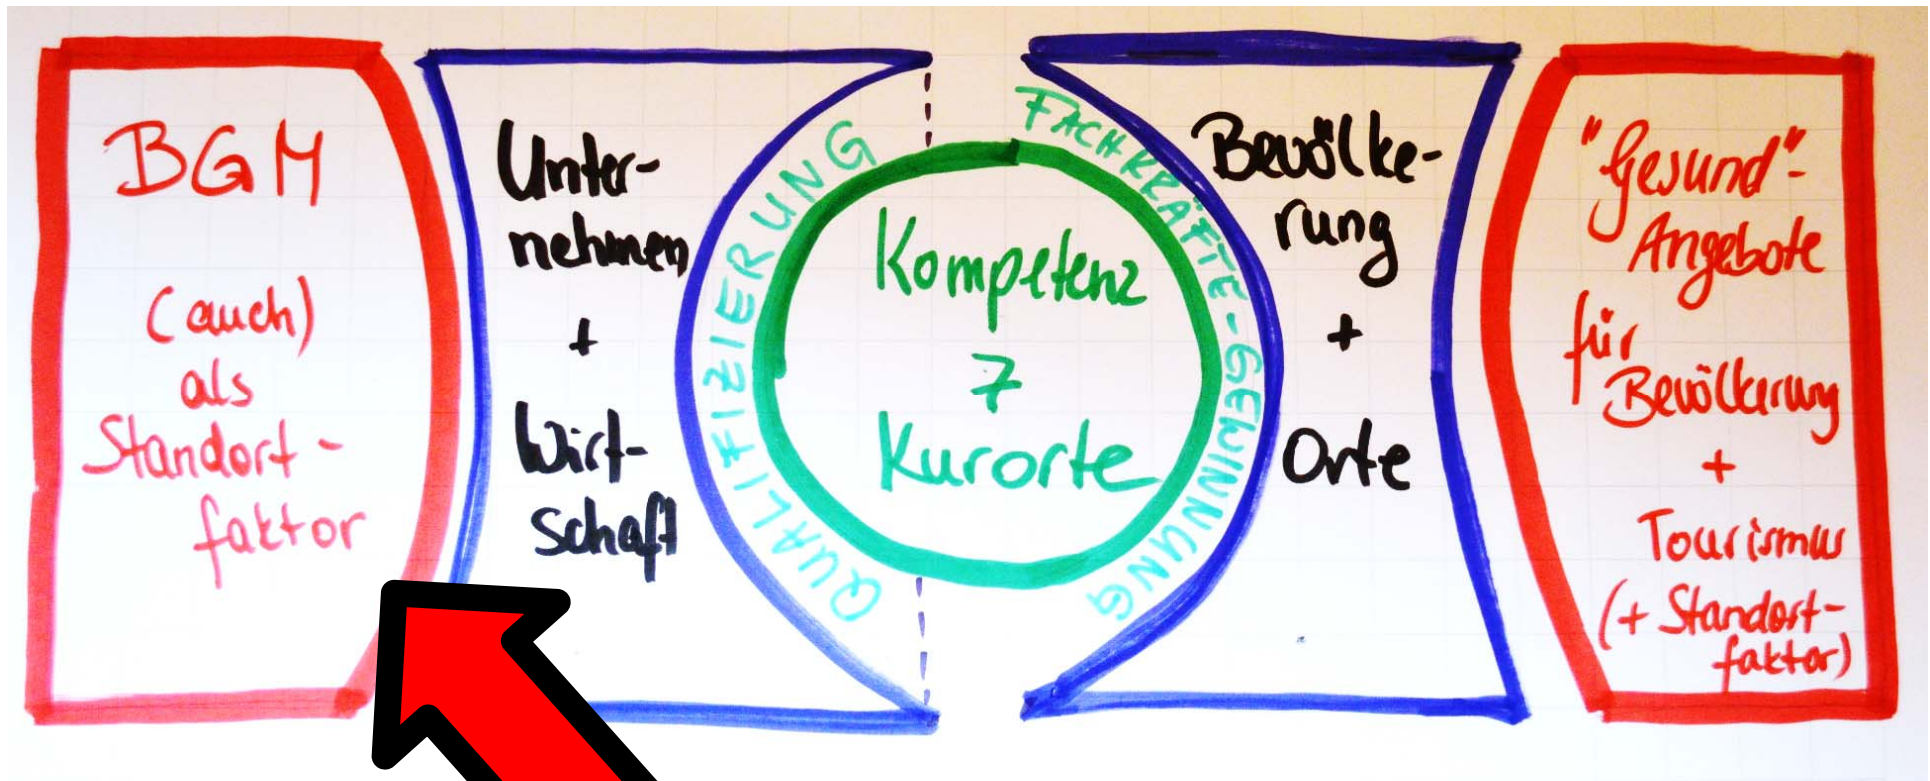 BGM
(auch)
als
Standort-
faktor
Unter-
nehmen
+
Wirt-
schaft
QUALIFIZIERUNG
Kompetenz
7
Kurorte
FACHKRÄFTE-GEWINNUNG
Bevölke-
rung
+
Orte
"Gesund"-
Angebote
für
Bevölkerung
+
Tourismus
(+ Standort-
faktor)